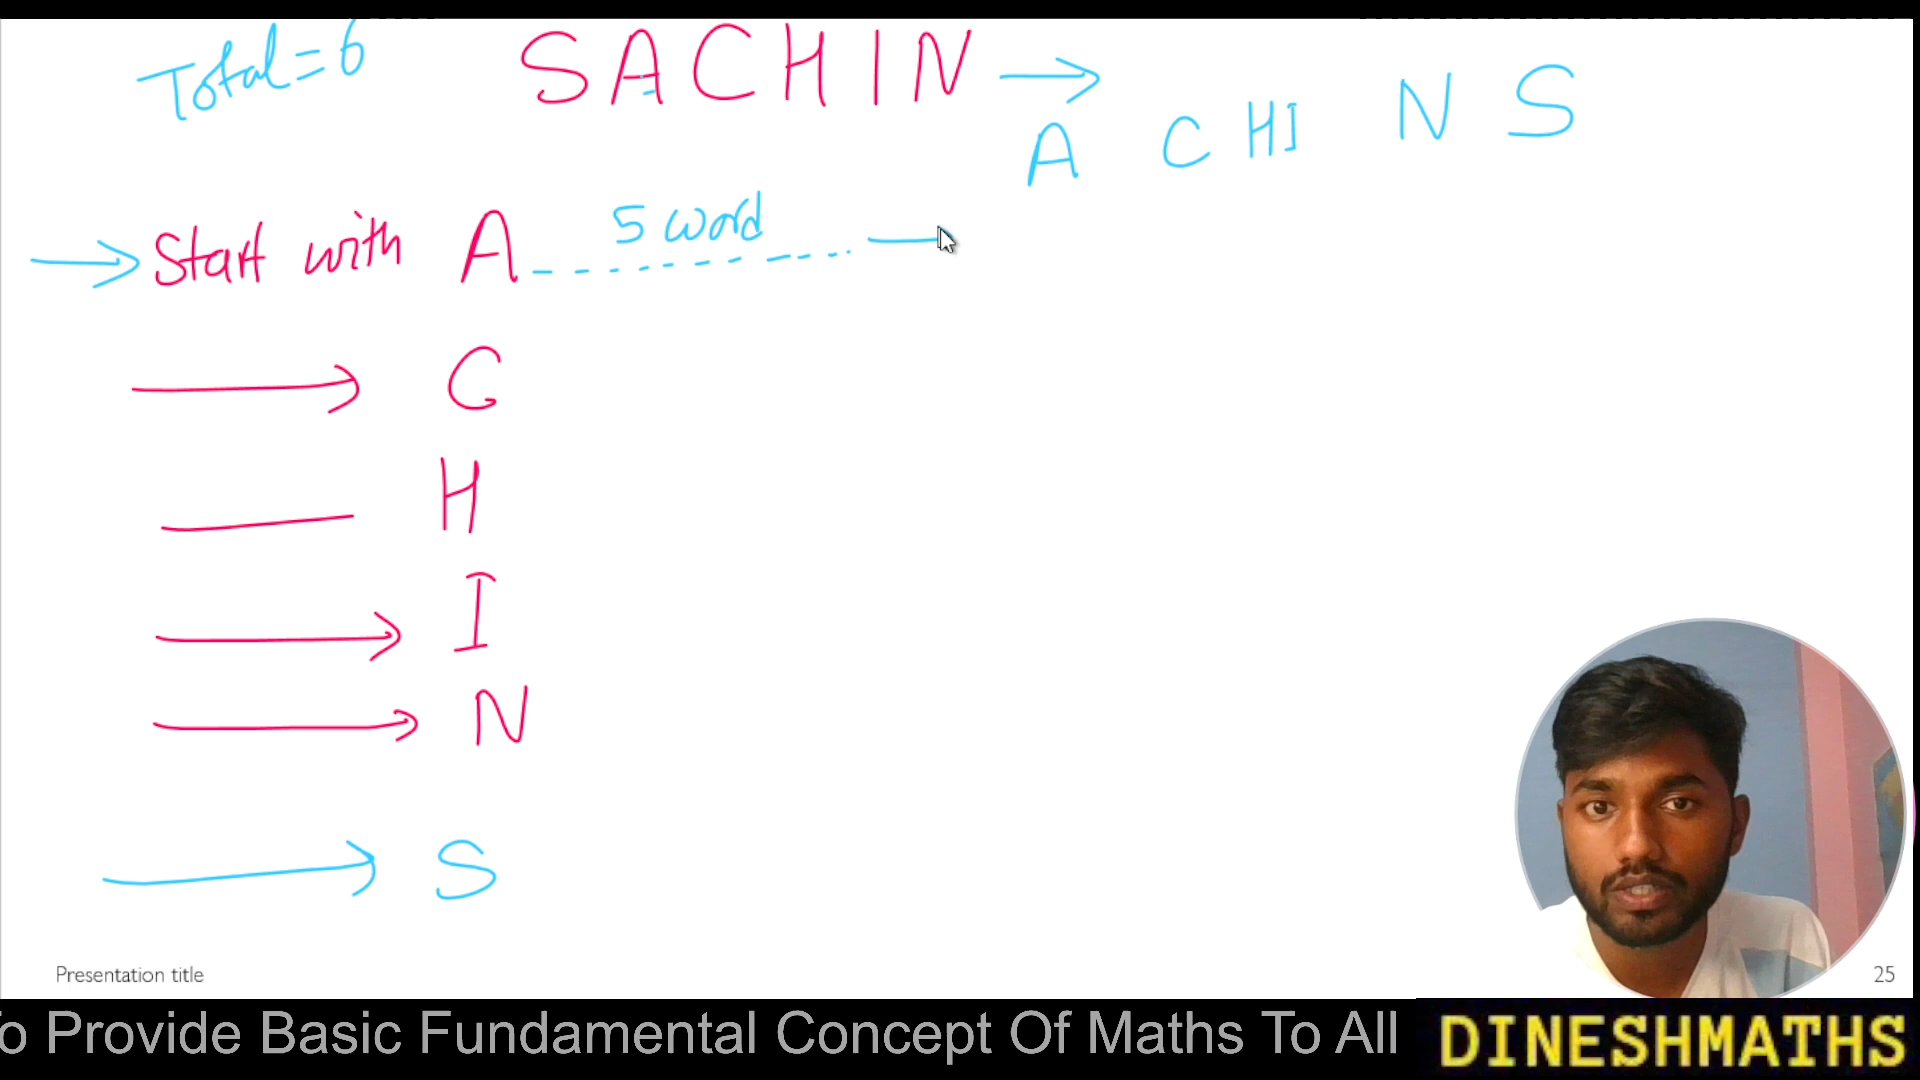 Total = 6 SACHIN →
A C HI N S
→ Start with A 5 word
→ C
H
→ I
→ N
→ S
Presentation title 25
o Provide Basic Fundamental Concept Of Maths To All DINESHMATHS